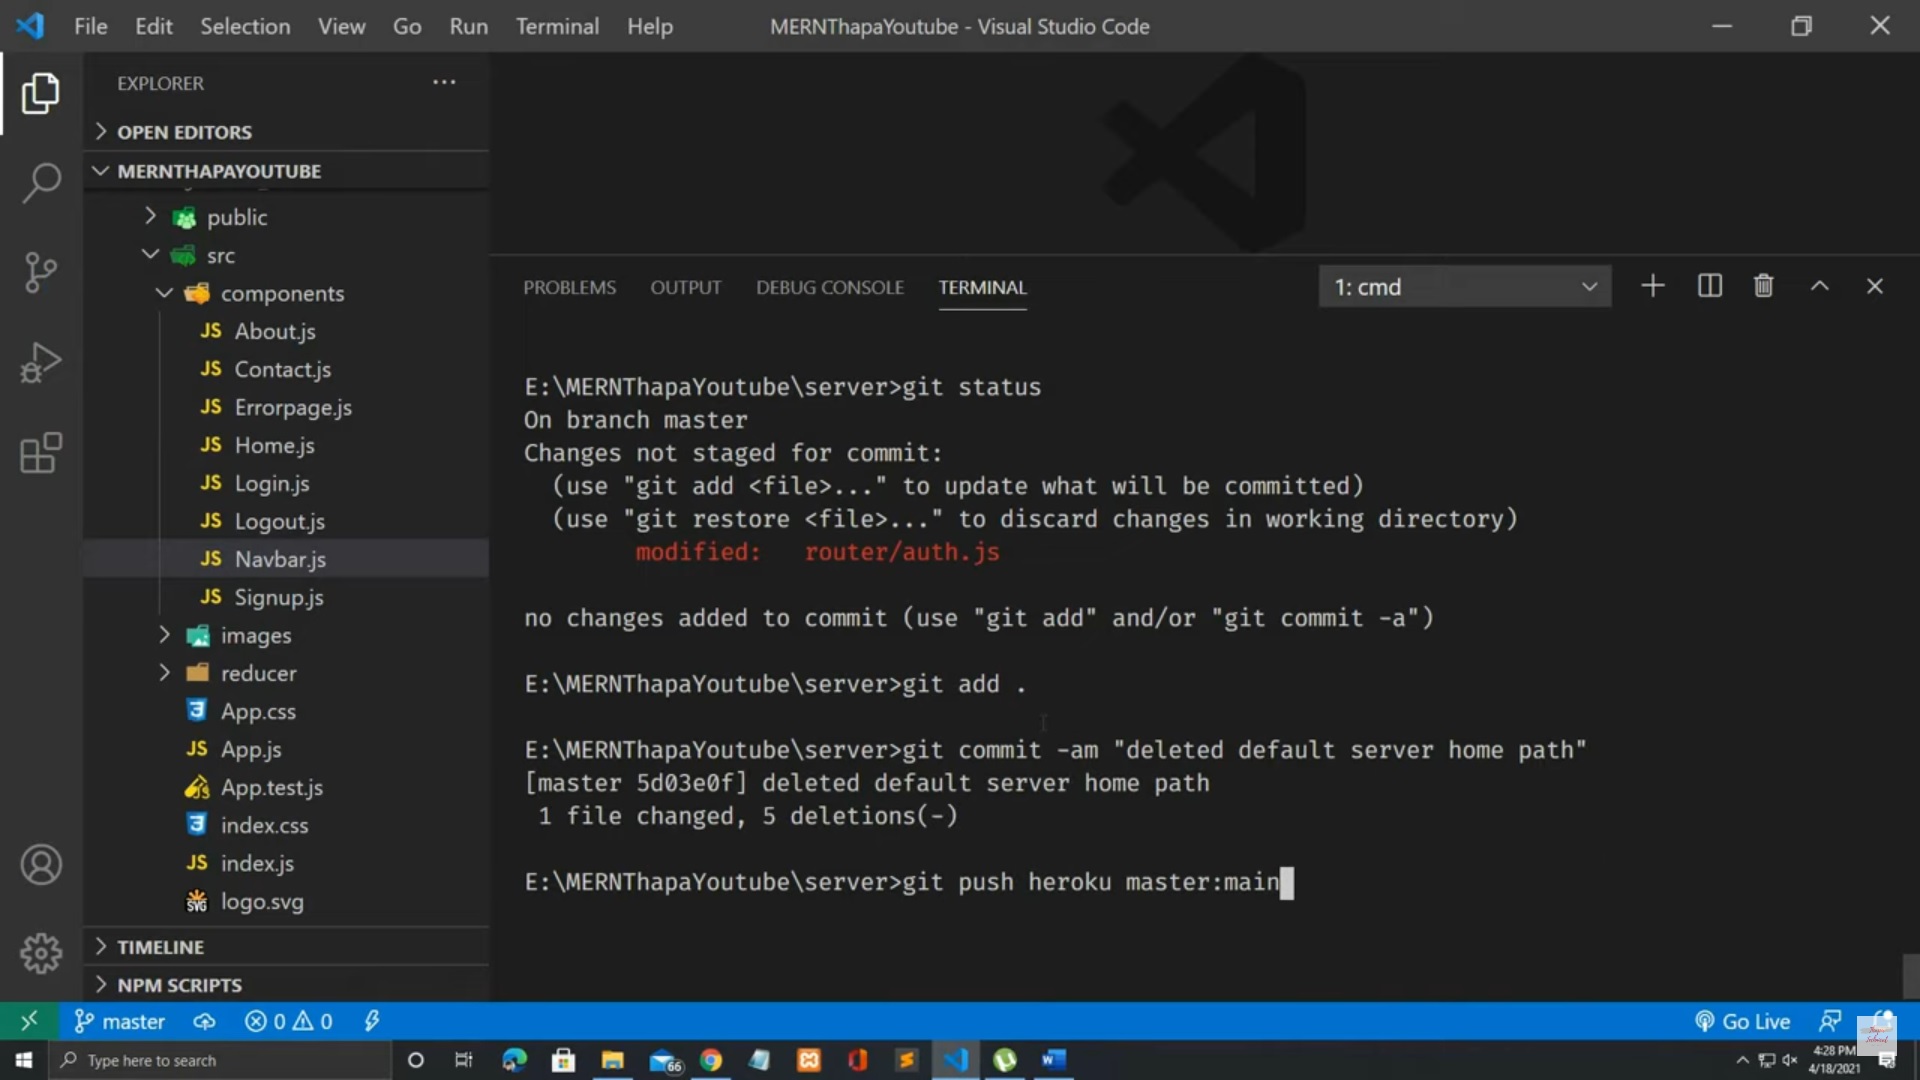 File Edit Selection View Go Run Terminal Help
MERNThapaYoutube - Visual Studio Code
EXPLORER
OPEN EDITORS
MERNTHAPAYOUTUBE
public
src
components
JS About.js
JS Contact.js
JS Errorpage.js
JS Home.js
JS Login.js
JS Logout.js
JS Navbar.js
JS Signup.js
images
reducer
App.css
JS App.js
App.test.js
index.css
JS index.js
SVG logo.svg
TIMELINE
NPM SCRIPTS
PROBLEMS OUTPUT DEBUG CONSOLE TERMINAL
1: cmd
E:\MERNThapaYoutube\server>git status
On branch master
Changes not staged for commit:
(use "git add <file>..." to update what will be committed)
(use "git restore <file>..." to discard changes in working directory)
modified: router/auth.js
no changes added to commit (use "git add" and/or "git commit -a")
E:\MERNThapaYoutube\server>git add .
E:\MERNThapaYoutube\server>git commit -am "deleted default server home path"
[master 5d03e0f] deleted default server home path
1 file changed, 5 deletions(-)
E:\MERNThapaYoutube\server>git push heroku master:main
master 0 0
Go Live
Type here to search
66
4:28 PM
4/18/2021